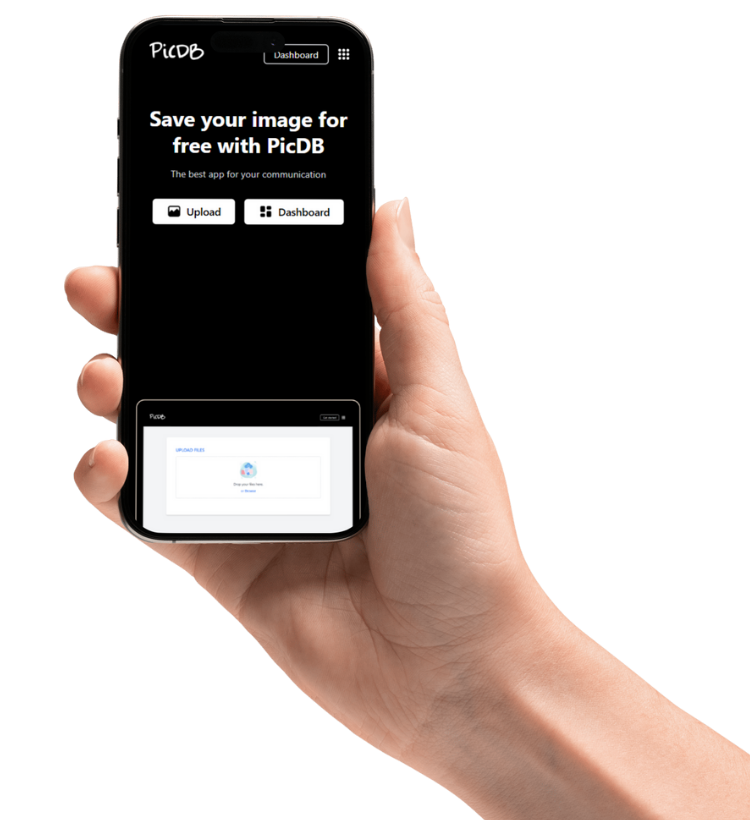 PicDB
Dashboard
Save your image for
free with PicDB
The best app for your communication
Upload
Dashboard
PicDB
UPLOAD FILES
Drop your files here
or Browse